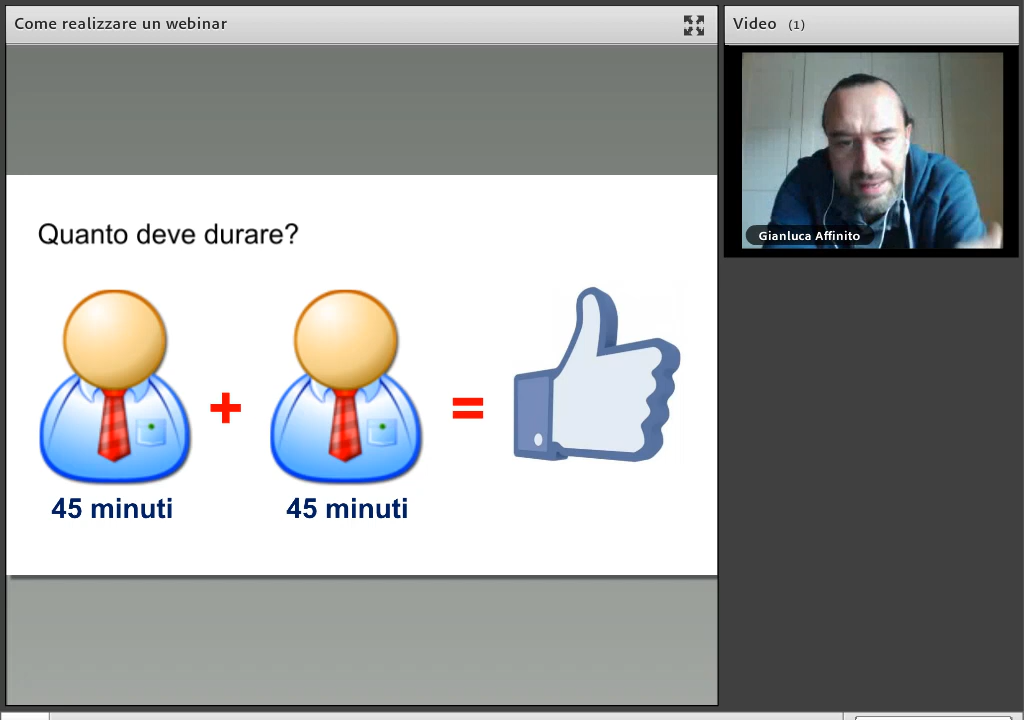 Come realizzare un webinar
Video (1)
Gianluca Affinito
Quanto deve durare?
+
=
45 minuti
45 minuti